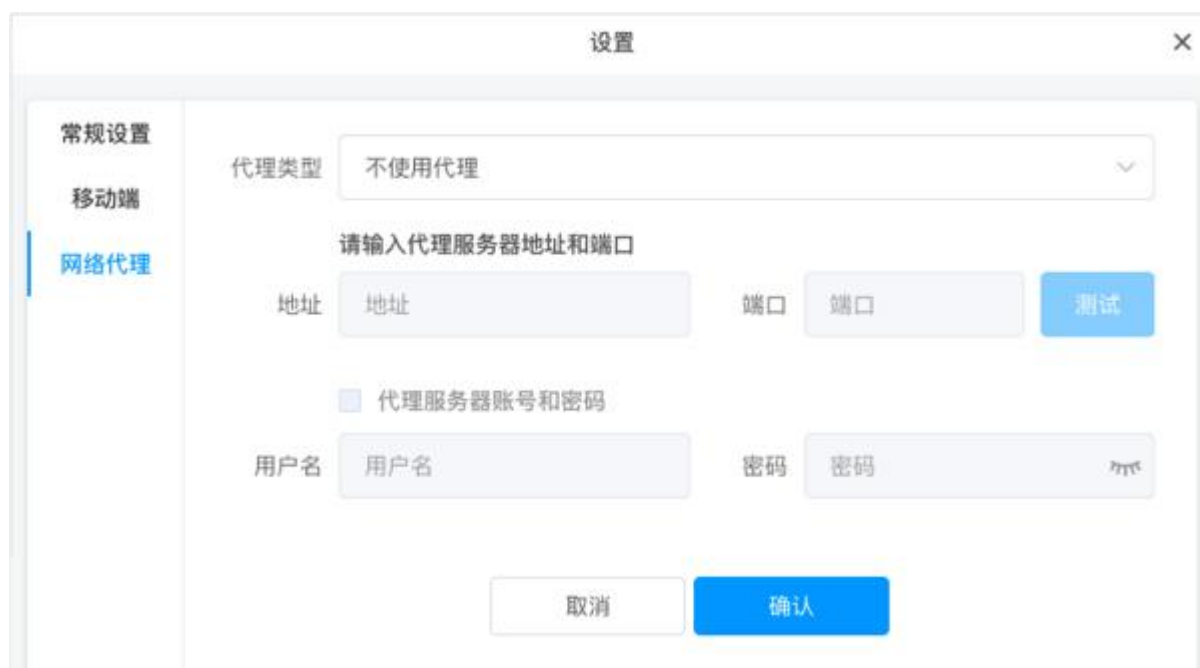 设置
常规设置
移动端
网络代理
代理类型 不使用代理
请输入代理服务器地址和端口
地址 地址 端口 端口 测试
代理服务器账号和密码
用户名 用户名 密码 密码
取消 确认